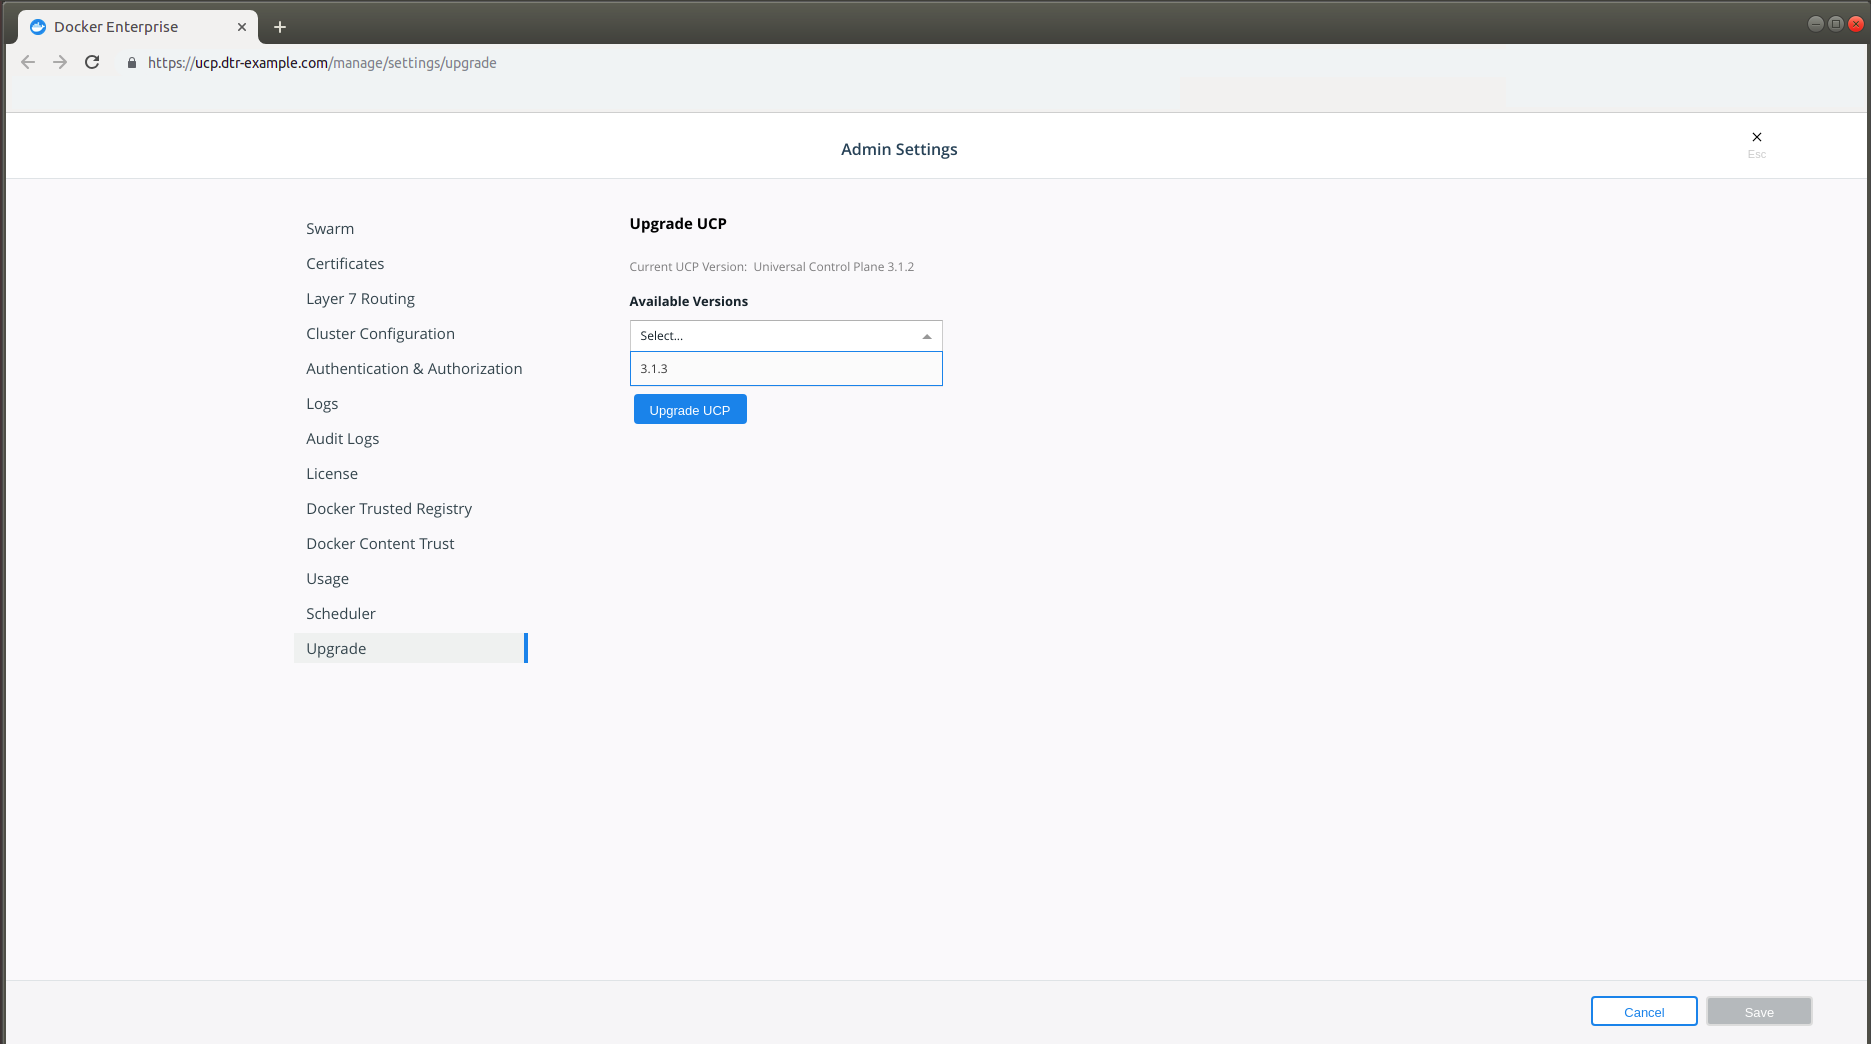 Docker Enterprise
https://ucp.dtr-example.com/manage/settings/upgrade
Admin Settings
Esc
Swarm
Certificates
Layer 7 Routing
Cluster Configuration
Authentication & Authorization
Logs
Audit Logs
License
Docker Trusted Registry
Docker Content Trust
Usage
Scheduler
Upgrade
Upgrade UCP
Current UCP Version: Universal Control Plane 3.1.2
Available Versions
Select...
3.1.3
Upgrade UCP
Cancel
Save